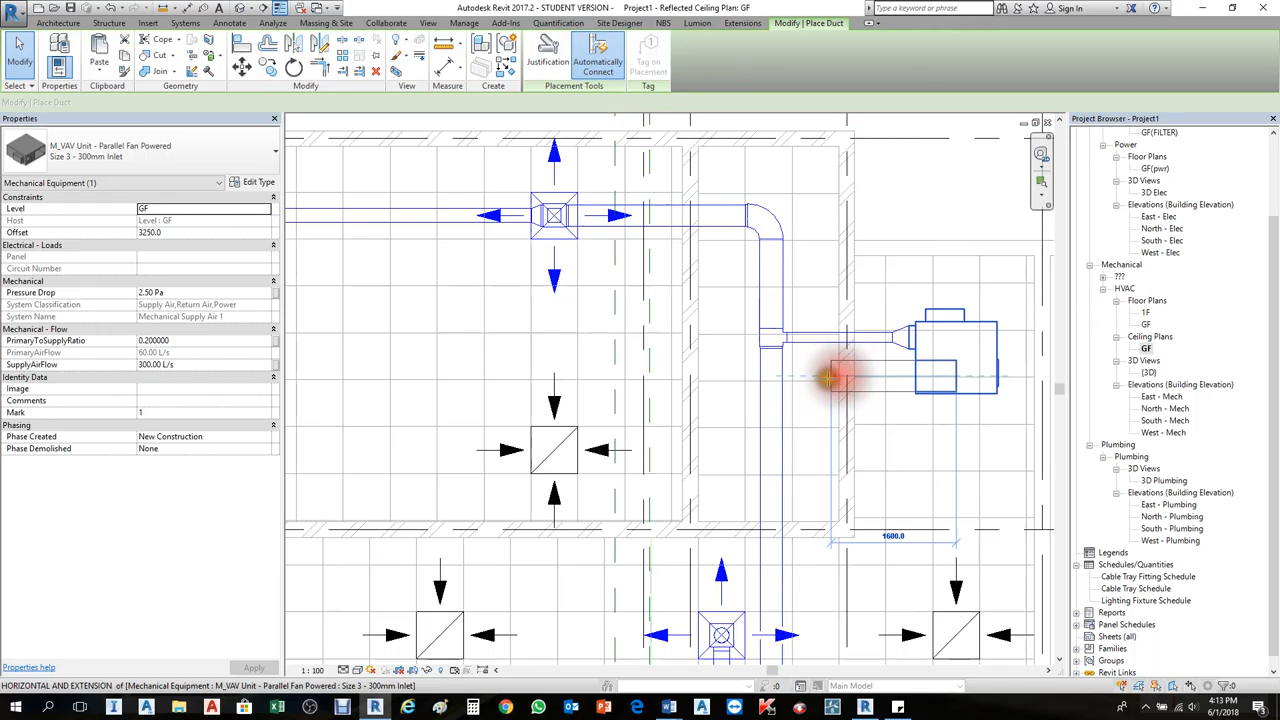 Autodesk Revit 2017.2 - STUDENT VERSION - Project1 - Reflected Ceiling Plan: GF
Type a keyword or phrase
Sign In
Architecture Structure Insert Systems Annotate Analyze Massing & Site Collaborate View Manage Add-Ins Quantification Site Designer NBS Lumion Extensions Modify | Place Duct
Modify
Paste
Cope
Cut
Join
Justification
Automatically
Connect
Tag on
Placement
Select Properties Clipboard Geometry Modify View Measure Create Placement Tools Tag
Modify | Place Duct
Properties
M_VAV Unit - Parallel Fan Powered
Size 3 - 300mm Inlet
Mechanical Equipment (1)
Edit Type
Constraints
Level GF
Host Level : GF
Offset 3250.0
Electrical - Loads
Panel
Circuit Number
Mechanical
Pressure Drop 2.50 Pa
System Classification Supply Air,Return Air,Power
System Name Mechanical Supply Air 1
Mechanical - Flow
PrimaryToSupplyRatio 0.200000
PrimaryAirFlow 60.00 L/s
SupplyAirFlow 300.00 L/s
Identity Data
Image
Comments
Mark 1
Phasing
Phase Created New Construction
Phase Demolished None
Properties help
Apply
1600.0
1 : 100
Project Browser - Project1
GF(FILTER)
Power
Floor Plans
GF(pwr)
3D Views
3D Elec
Elevations (Building Elevation)
East - Elec
North - Elec
South - Elec
West - Elec
Mechanical
???
HVAC
Floor Plans
1F
GF
Ceiling Plans
GF
3D Views
{3D}
Elevations (Building Elevation)
East - Mech
North - Mech
South - Mech
West - Mech
Plumbing
Plumbing
3D Views
3D Plumbing
Elevations (Building Elevation)
East - Plumbing
North - Plumbing
South - Plumbing
West - Plumbing
Legends
Schedules/Quantities
Cable Tray Fitting Schedule
Cable Tray Schedule
Lighting Fixture Schedule
Reports
Panel Schedules
Sheets (all)
Families
Groups
Revit Links
HORIZONTAL AND EXTENSION of [Mechanical Equipment : M_VAV Unit - Parallel Fan Powered : Size 3 - 300mm Inlet]
:0
Main Model
:0
4:13 PM
6/1/2018